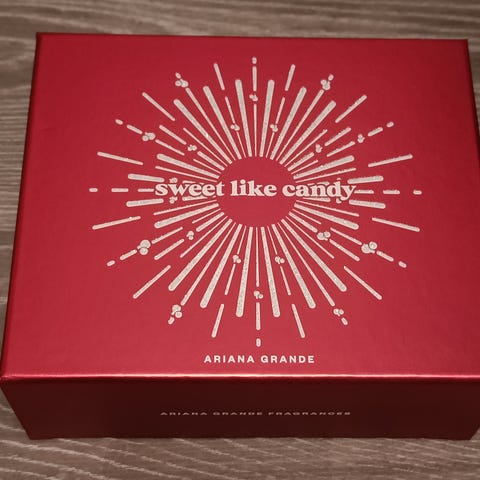 sweet like candy
ARIANA GRANDE
ARIANA GRANDE FRAGRANCES